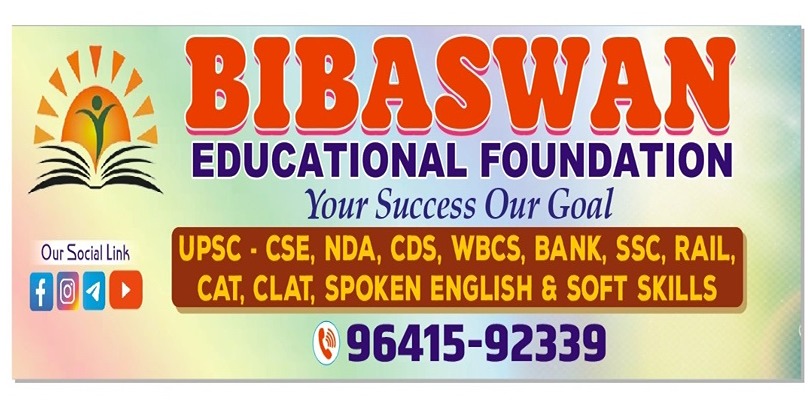 BIBASWAN
EDUCATIONAL FOUNDATION
Your Success Our Goal
Our Social Link
UPSC - CSE, NDA, CDS, WBCS, BANK, SSC, RAIL,
CAT, CLAT, SPOKEN ENGLISH & SOFT SKILLS
96415-92339